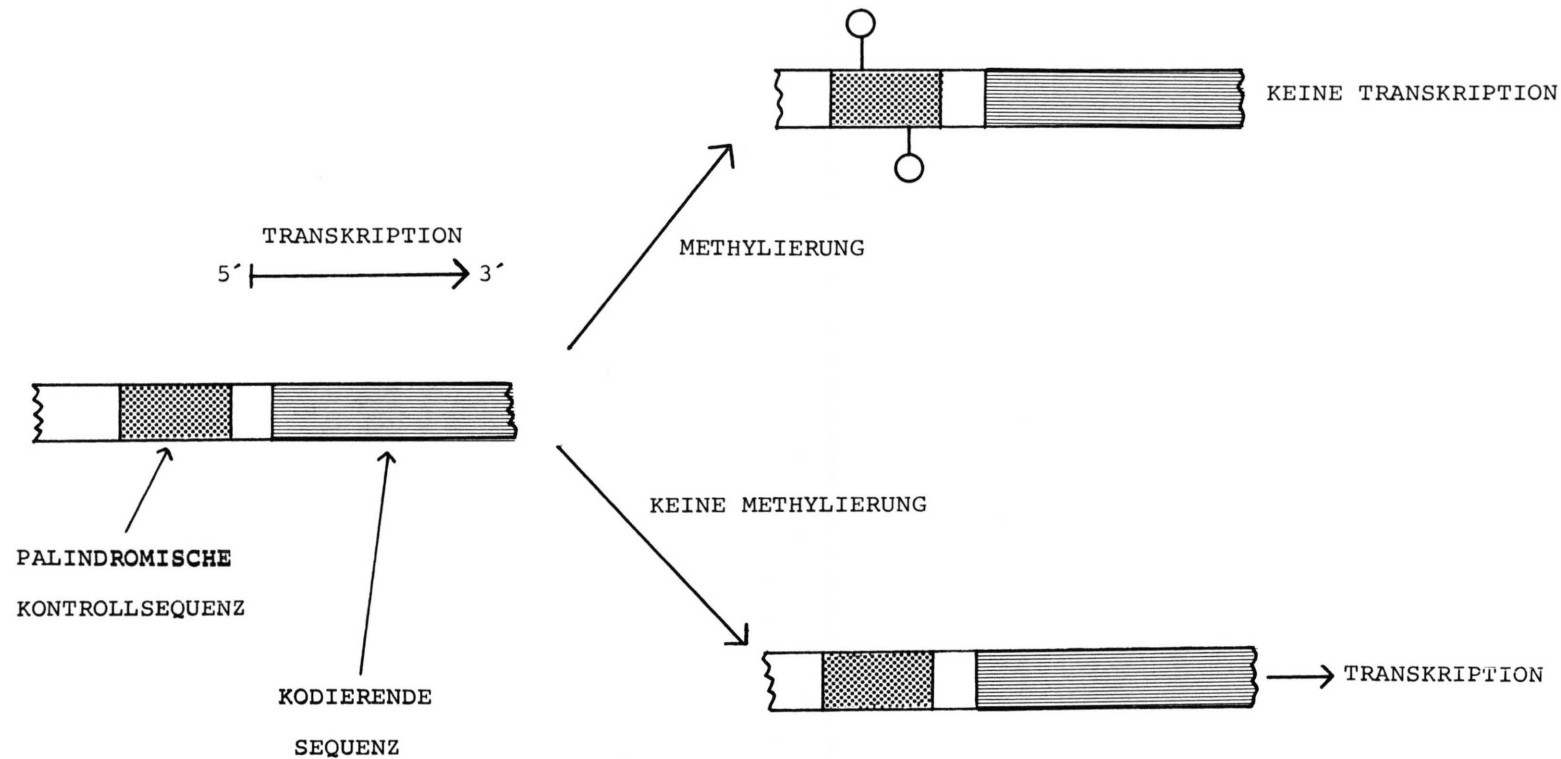 KEINE TRANSKRIPTION
TRANSKRIPTION
5´ 3´
METHYLIERUNG
KEINE METHYLIERUNG
PALINDROMISCHE
KONTROLLSEQUENZ
KODIERENDE
SEQUENZ
TRANSKRIPTION